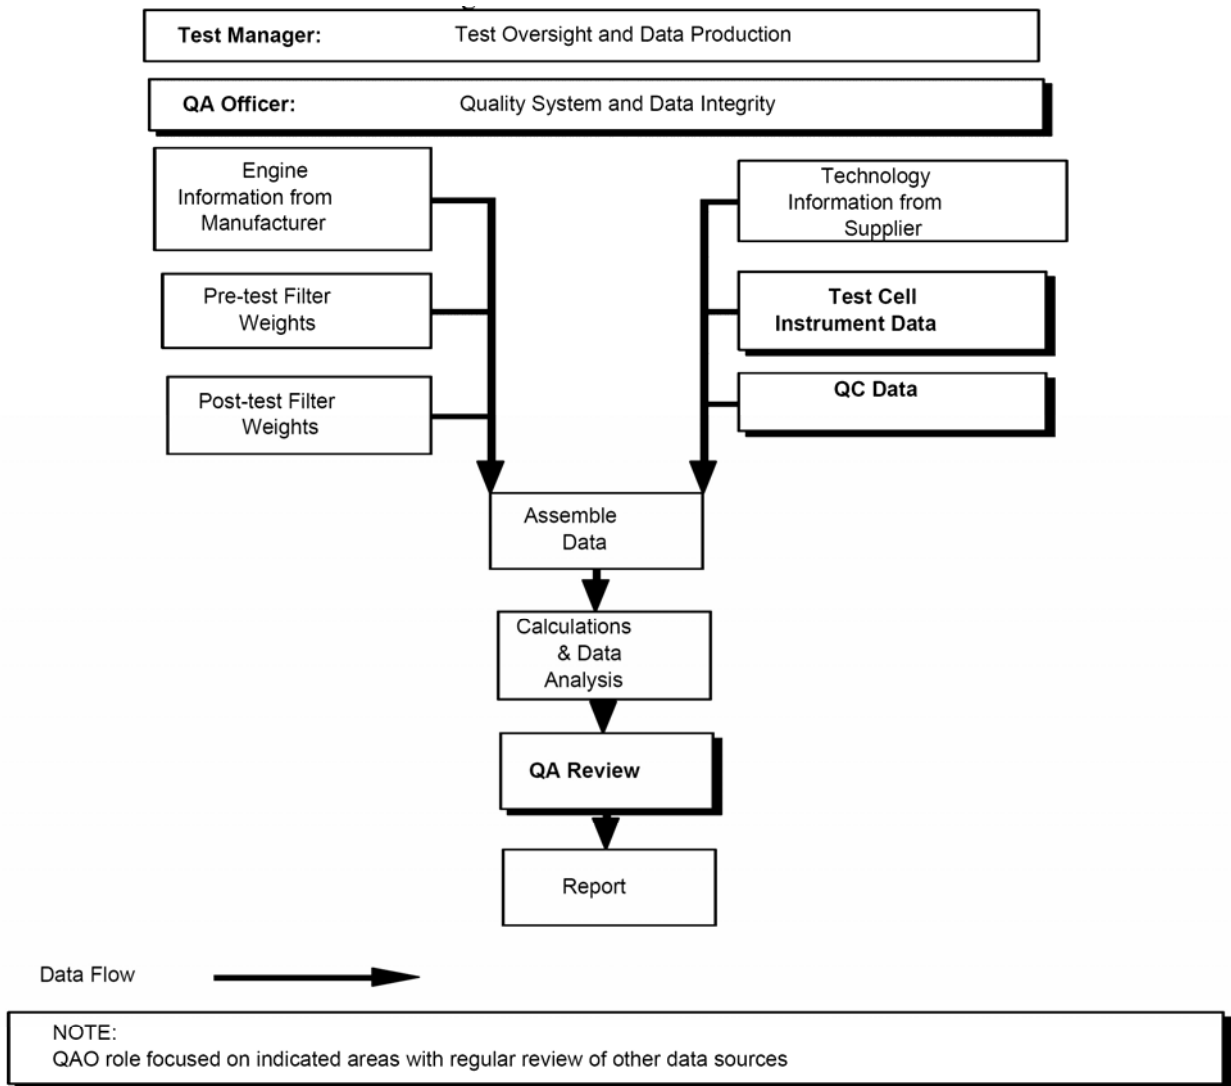 Test Manager: Test Oversight and Data Production
QA Officer: Quality System and Data Integrity
Engine
Information from
Manufacturer
Technology
Information from
Supplier
Pre-test Filter
Weights
Test Cell
Instrument Data
Post-test Filter
Weights
QC Data
Assemble
Data
Calculations
& Data
Analysis
QA Review
Report
Data Flow
NOTE:
QAO role focused on indicated areas with regular review of other data sources